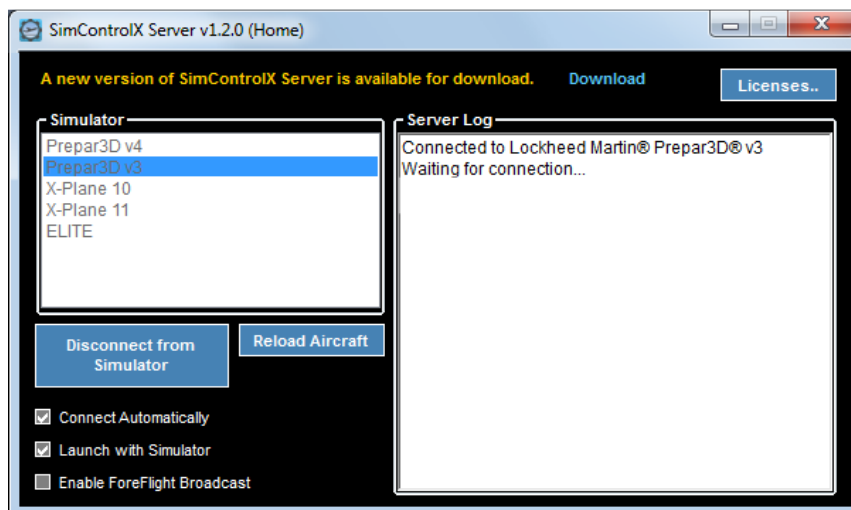 SimControlX Server v1.2.0 (Home)
A new version of SimControlX Server is available for download. Download
Licenses..
Simulator
Prepar3D v4
Prepar3D v3
X-Plane 10
X-Plane 11
ELITE
Server Log
Connected to Lockheed Martin® Prepar3D® v3
Waiting for connection...
Disconnect from
Simulator
Reload Aircraft
Connect Automatically
Launch with Simulator
Enable ForeFlight Broadcast